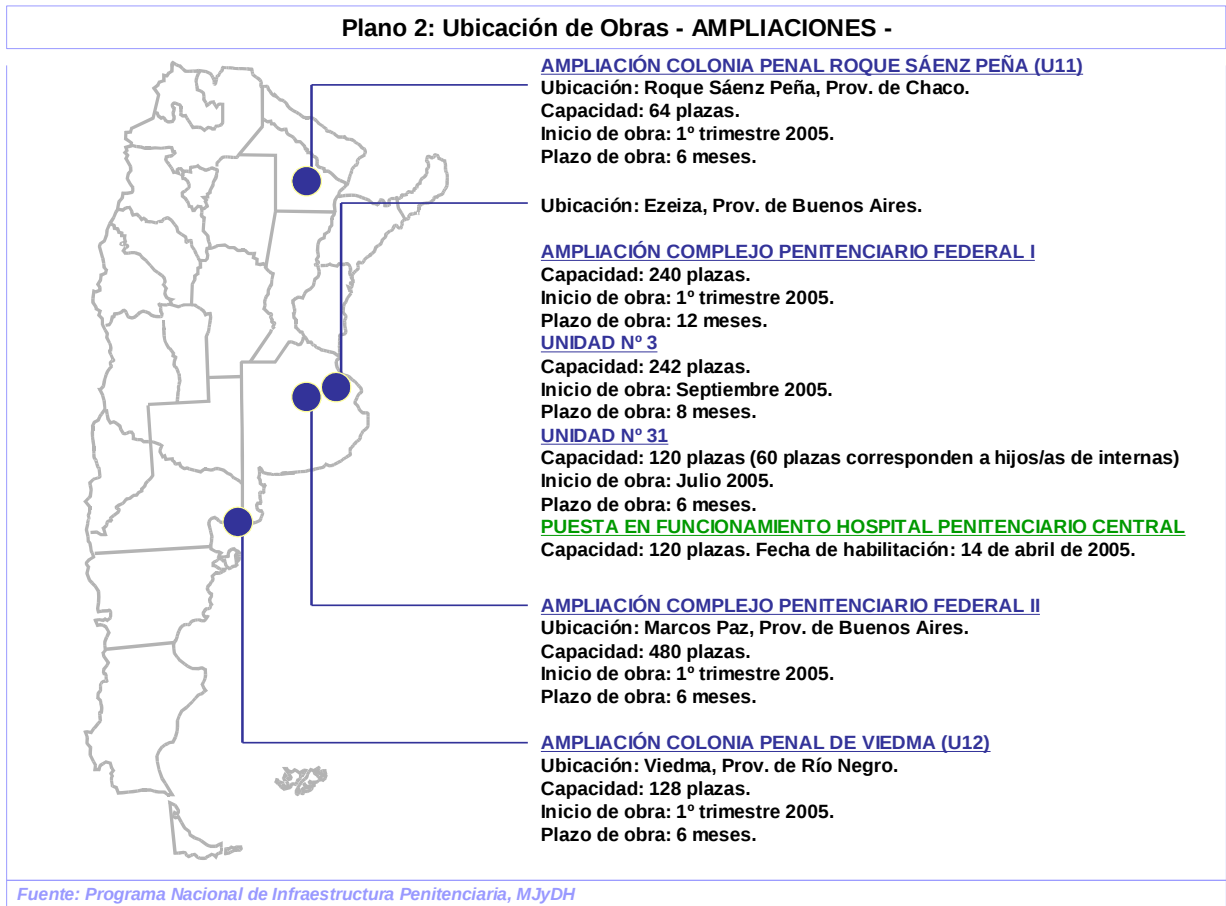 Plano 2: Ubicación de Obras - AMPLIACIONES -
AMPLIACIÓN COLONIA PENAL ROQUE SÁENZ PEÑA (U11)
Ubicación: Roque Sáenz Peña, Prov. de Chaco.
Capacidad: 64 plazas.
Inicio de obra: 1º trimestre 2005.
Plazo de obra: 6 meses.
Ubicación: Ezeiza, Prov. de Buenos Aires.
AMPLIACIÓN COMPLEJO PENITENCIARIO FEDERAL I
Capacidad: 240 plazas.
Inicio de obra: 1º trimestre 2005.
Plazo de obra: 12 meses.
UNIDAD Nº 3
Capacidad: 242 plazas.
Inicio de obra: Septiembre 2005.
Plazo de obra: 8 meses.
UNIDAD Nº 31
Capacidad: 120 plazas (60 plazas corresponden a hijos/as de internas)
Inicio de obra: Julio 2005.
Plazo de obra: 6 meses.
PUESTA EN FUNCIONAMIENTO HOSPITAL PENITENCIARIO CENTRAL
Capacidad: 120 plazas. Fecha de habilitación: 14 de abril de 2005.
AMPLIACIÓN COMPLEJO PENITENCIARIO FEDERAL II
Ubicación: Marcos Paz, Prov. de Buenos Aires.
Capacidad: 480 plazas.
Inicio de obra: 1º trimestre 2005.
Plazo de obra: 6 meses.
AMPLIACIÓN COLONIA PENAL DE VIEDMA (U12)
Ubicación: Viedma, Prov. de Río Negro.
Capacidad: 128 plazas.
Inicio de obra: 1º trimestre 2005.
Plazo de obra: 6 meses.
Fuente: Programa Nacional de Infraestructura Penitenciaria, MJyDH